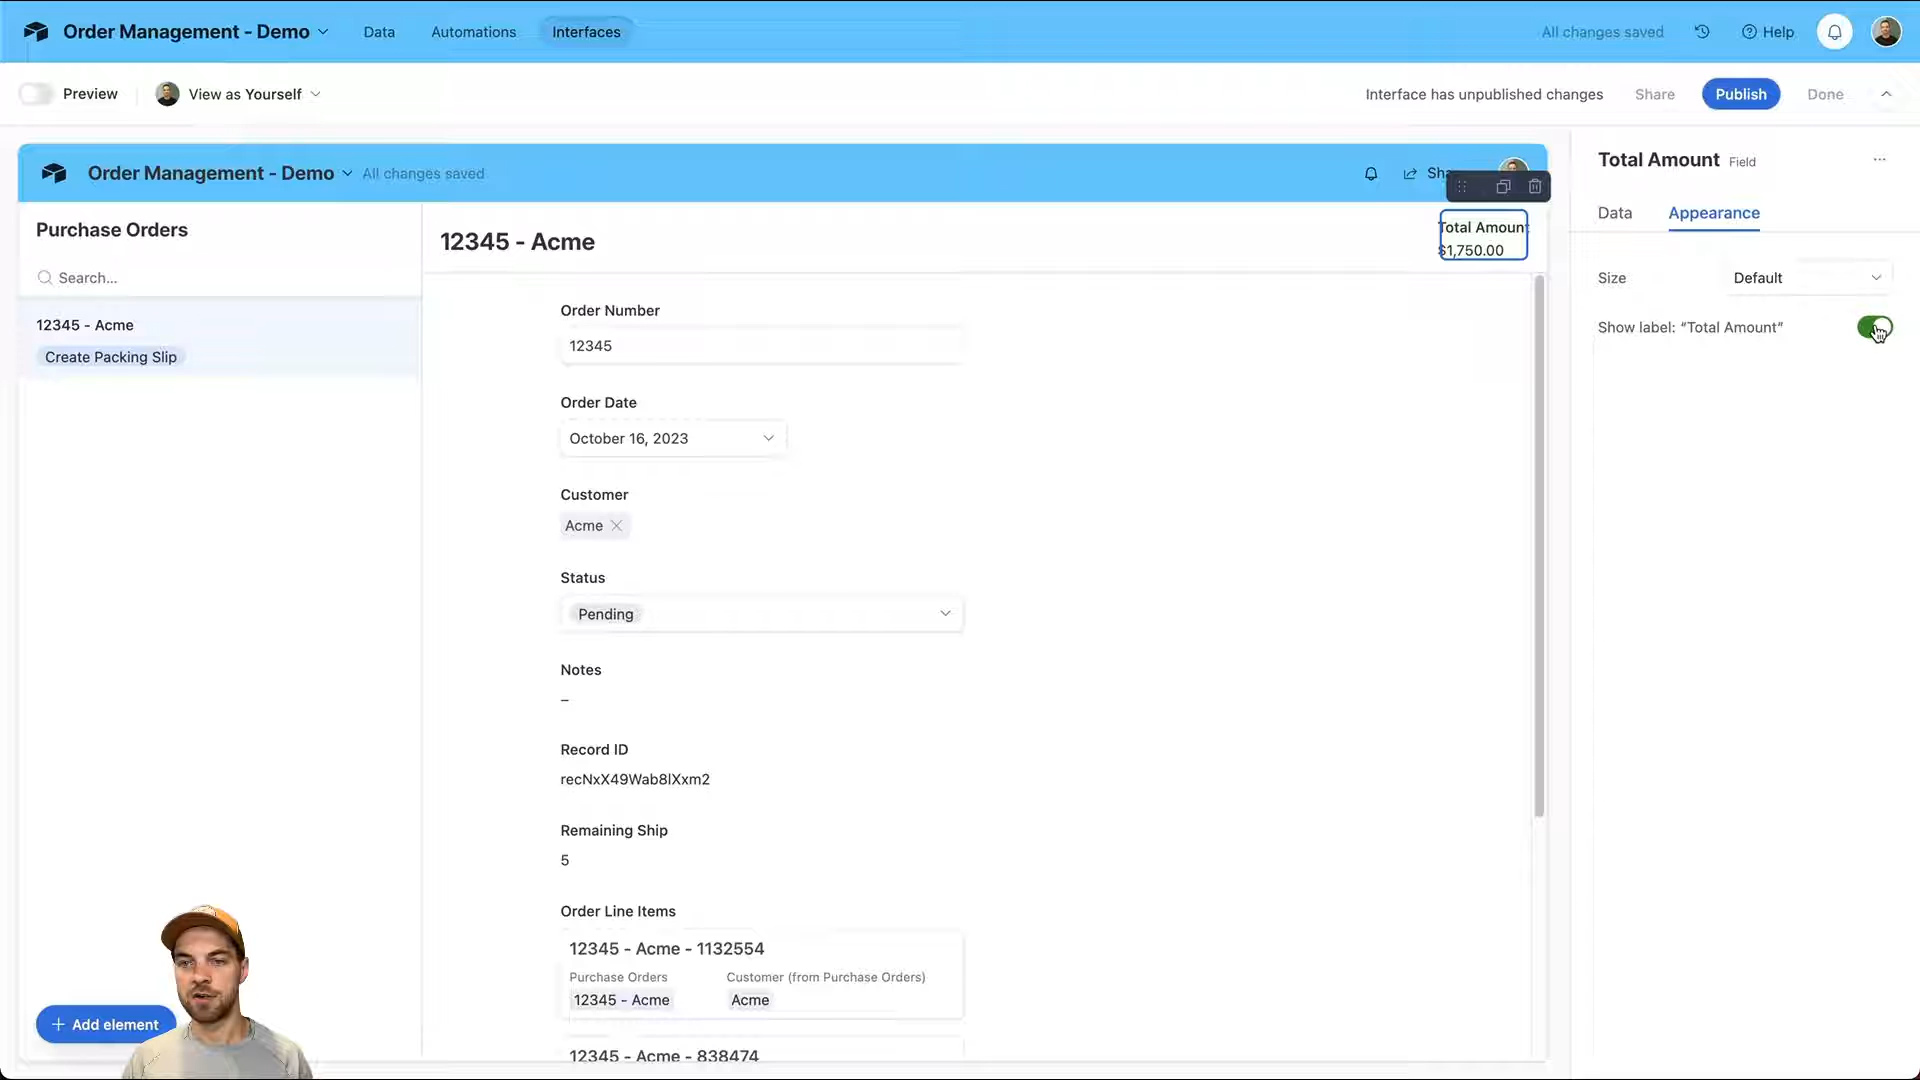 Order Management - Demo
Data
Automations
Interfaces
All changes saved
Help
Preview
View as Yourself
Interface has unpublished changes
Share
Publish
Done
Order Management - Demo
All changes saved
Total Amount Field
Purchase Orders
Search...
12345 - Acme
Create Packing Slip
12345 - Acme
Total Amount
$1,750.00
Data
Appearance
Size
Default
Show label: “Total Amount”
Order Number
12345
Order Date
October 16, 2023
Customer
Acme
Status
Pending
Notes
–
Record ID
Remaining Ship
5
Order Line Items
12345 - Acme - 1132554
Purchase Orders
Customer (from Purchase Orders)
12345 - Acme
Acme
12345 - Acme - 838474
Add element